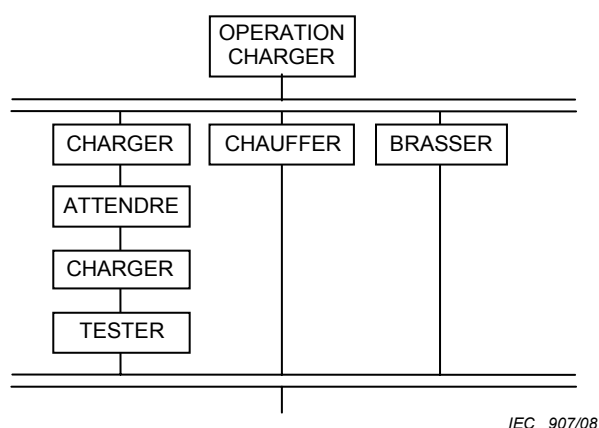 OPERATION
CHARGER
CHARGER CHAUFFER BRASSER
ATTENDRE
CHARGER
TESTER
IEC 907/08